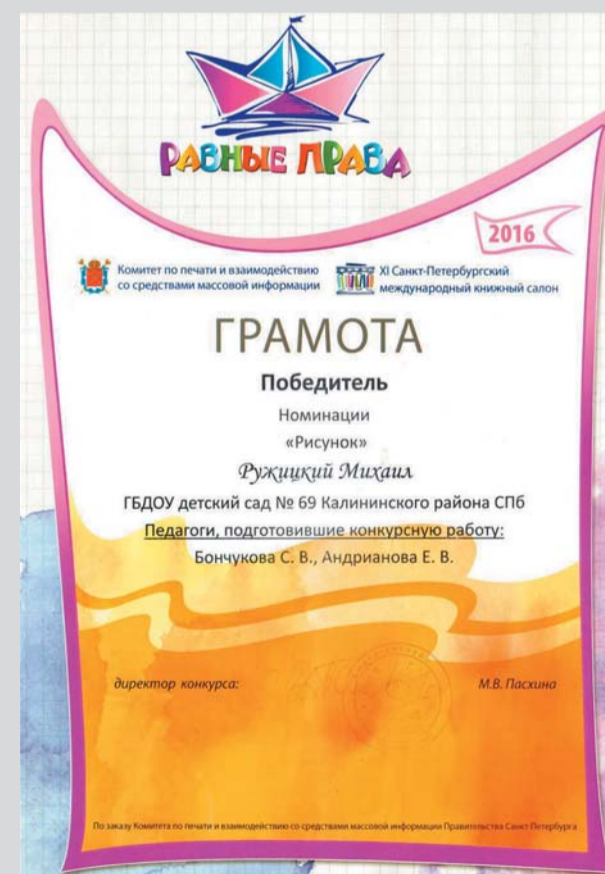 РАЗНЫЕ ПРАВА
2016
Комитет по печати и взаимодействию
со средствами массовой информации
XI Санкт-Петербургский
международный книжный салон
ГРАМОТА
Победитель
Номинации
«Рисунок»
Ружицкий Михаил
ГБДОУ детский сад № 69 Калининского района СПб
Педагоги, подготовившие конкурсную работу:
Бончукова С. В., Андрианова Е. В.
директор конкурса:
М.В. Пасхина
По заказу Комитета по печати и взаимодействию со средствами массовой информации Правительства Санкт-Петербурга